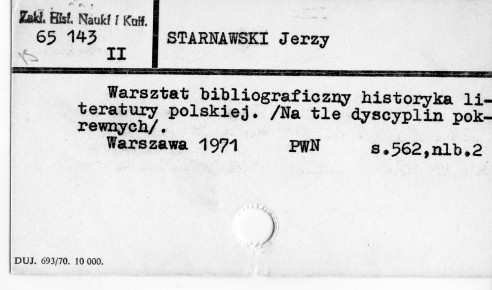 Zakł. Hist. Nauki i Kult.
65 143
II
STARNAWSKI Jerzy
Warsztat bibliograficzny historyka li-
teratury polskiej. /Na tle dyscyplin pok-
rewnych/.
Warszawa 1971 PWN s.562,nlb.2
DUJ. 693/70. 10 000.